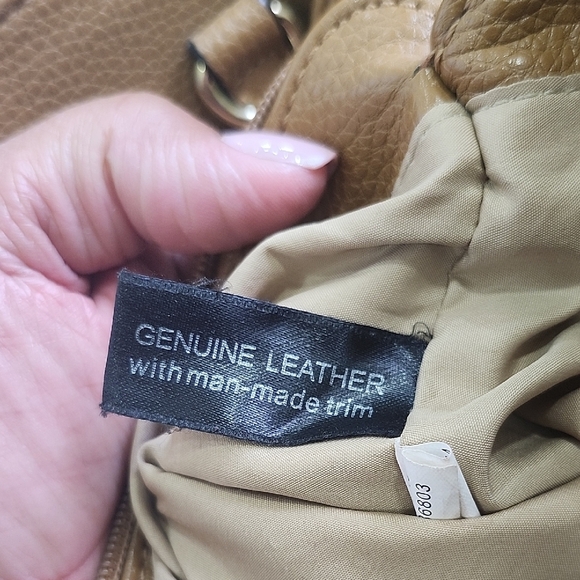 GENUINE LEATHER
with man-made trim
6803